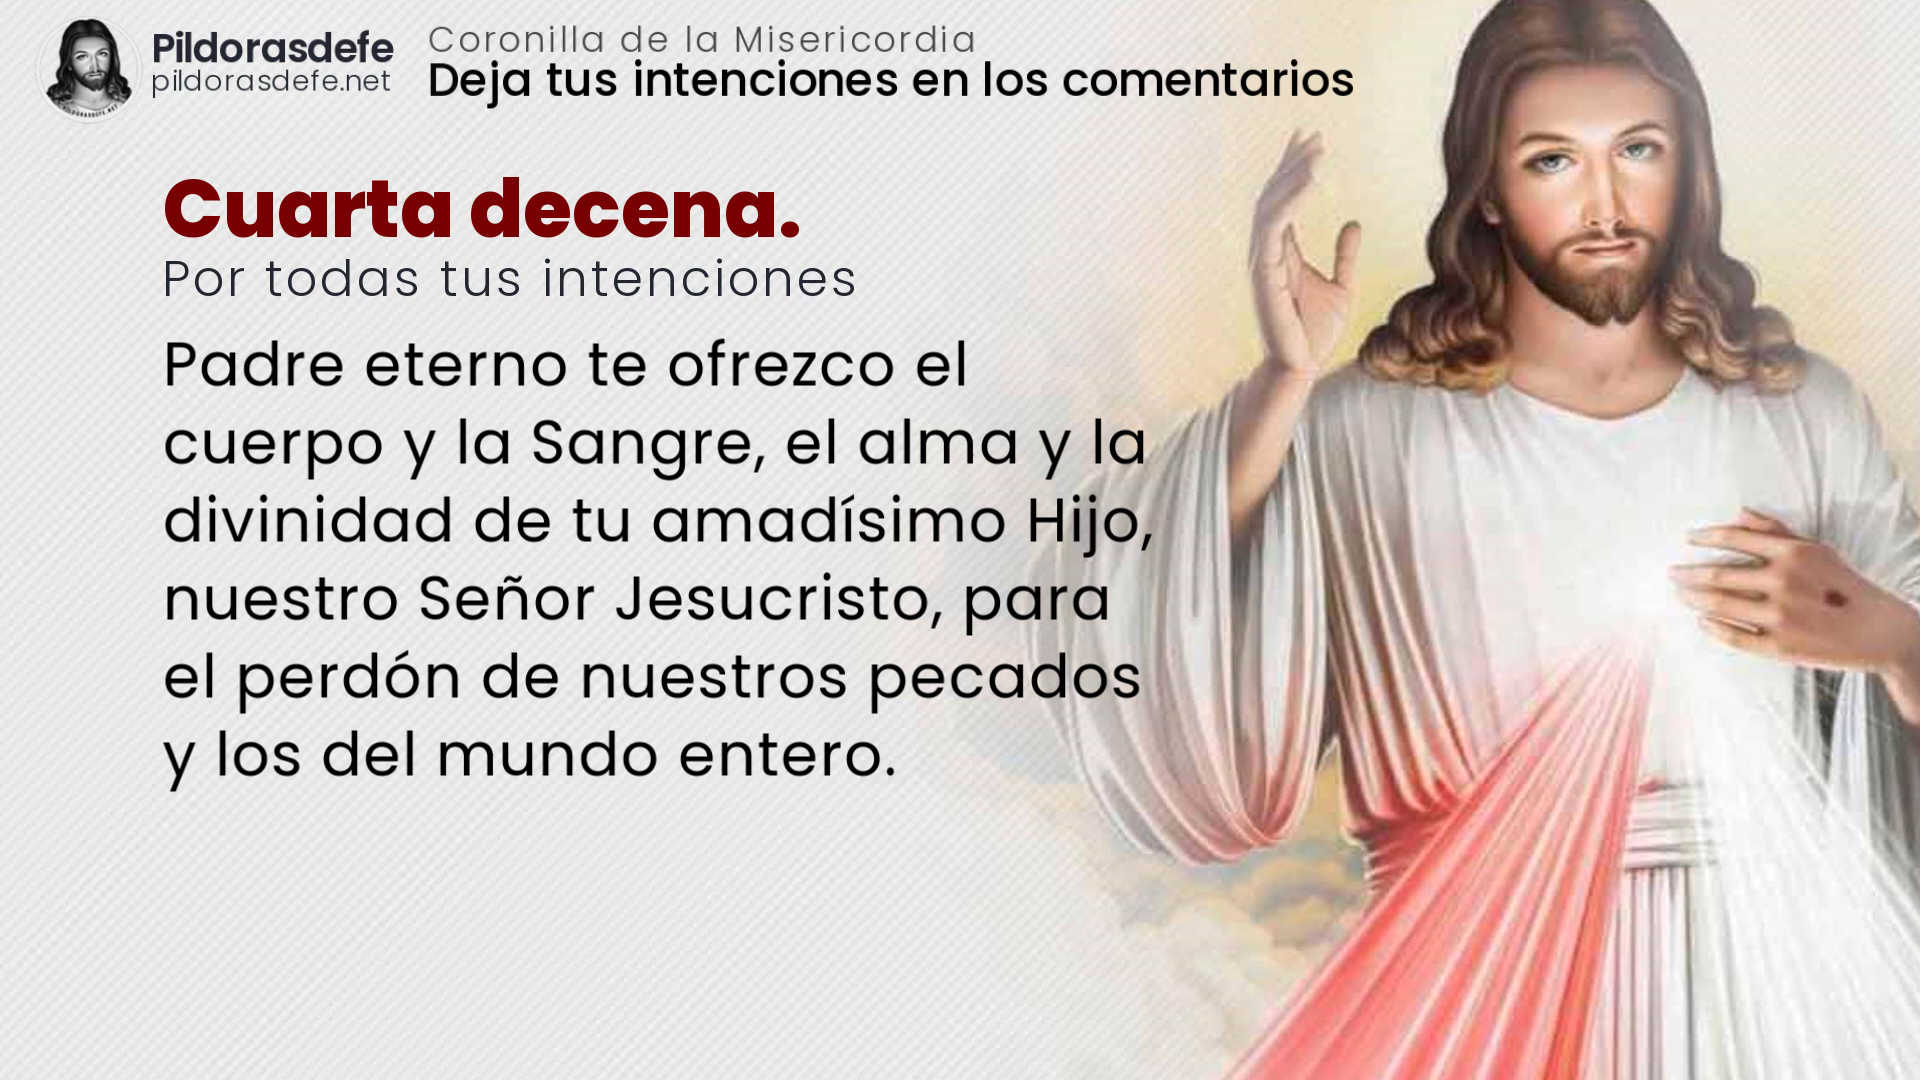 Pildorasdefe
pildorasdefe.net
Coronilla de la Misericordia
Deja tus intenciones en los comentarios
Cuarta decena.
Por todas tus intenciones
Padre eterno te ofrezco el
cuerpo y la Sangre, el alma y la
divinidad de tu amadísimo Hijo,
nuestro Señor Jesucristo, para
el perdón de nuestros pecados
y los del mundo entero.